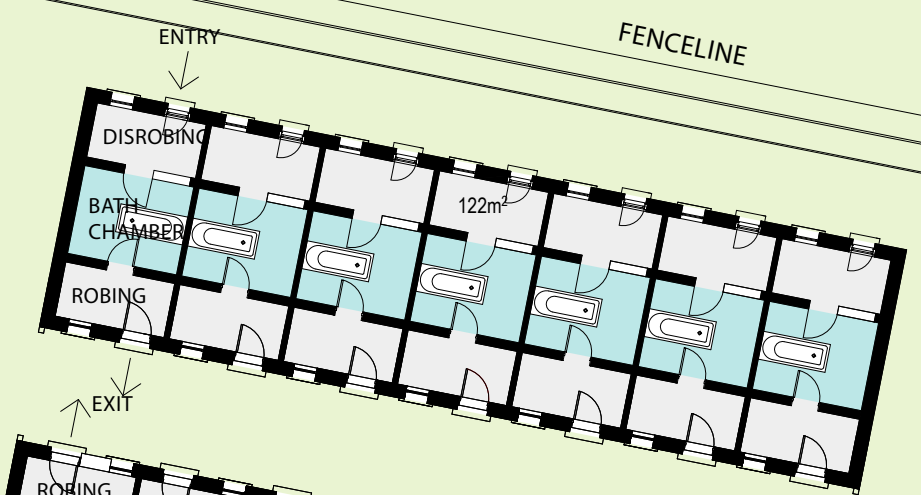 FENCELINE
ENTRY
DISROBING
122m²
BATH
CHAMBER
ROBING
EXIT
ROBING